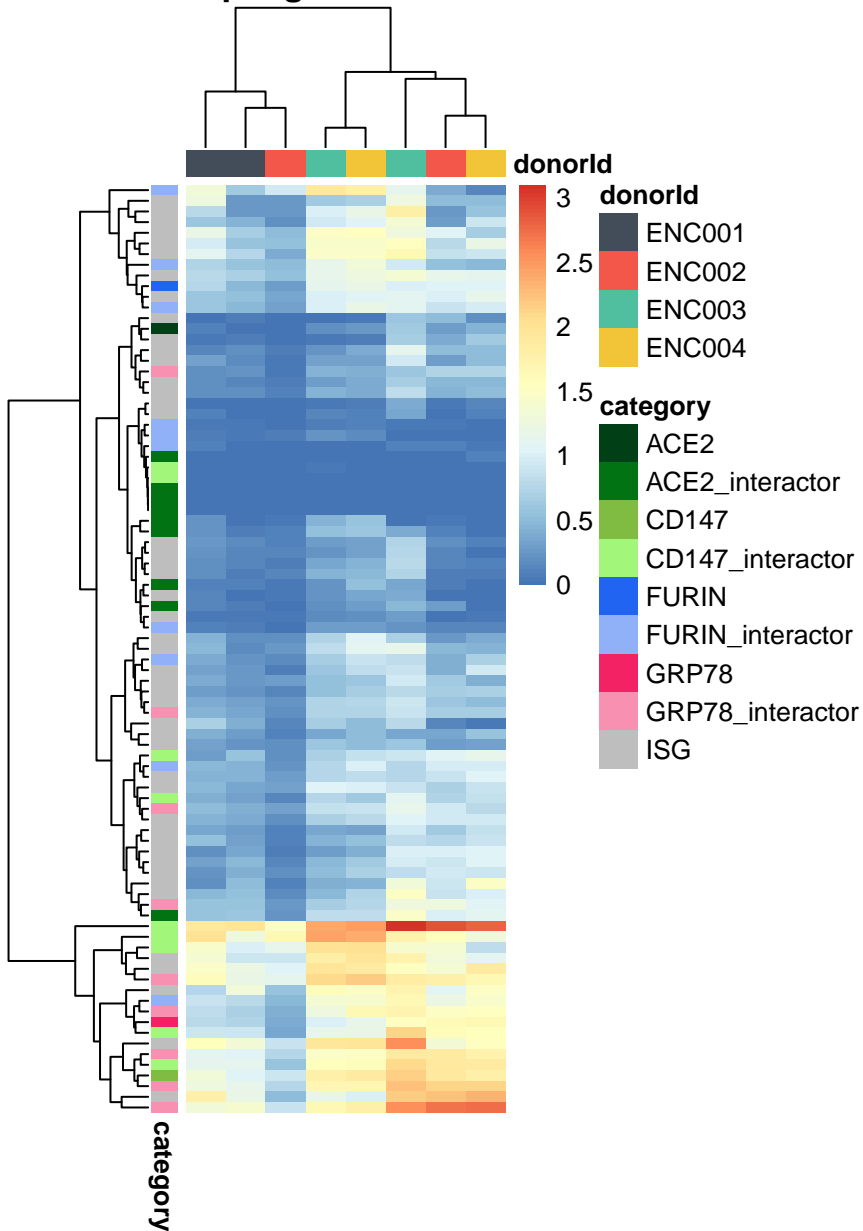 donorId
3
2.5
2
1.5
1
0.5
0
donorId
ENC001
ENC002
ENC003
ENC004
category
ACE2
ACE2_interactor
CD147
CD147_interactor
FURIN
FURIN_interactor
GRP78
GRP78_interactor
ISG
category